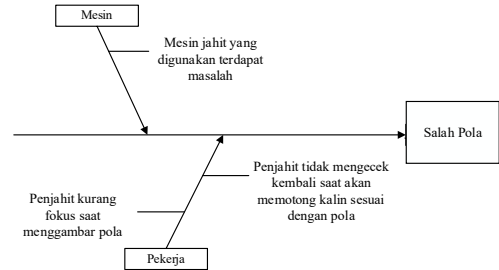 Mesin
Mesin jahit yang
digunakan terdapat
masalah
Salah Pola
Penjahit tidak mengecek
kembali saat akan
memotong kalin sesuai
dengan pola
Penjahit kurang
fokus saat
menggambar pola
Pekerja